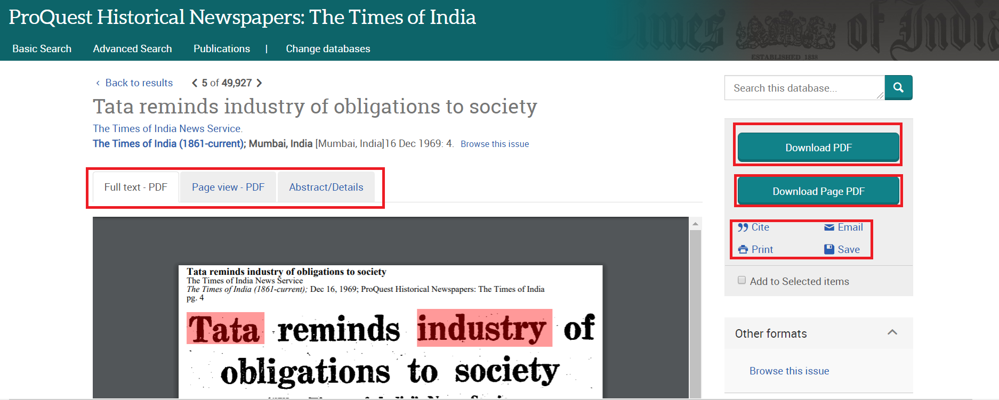 ProQuest Historical Newspapers: The Times of India
Times of India
ESTABLISHED 1838
Basic Search Advanced Search Publications | Change databases
Back to results 5 of 49,927
Tata reminds industry of obligations to society
The Times of India News Service.
The Times of India (1861-current); Mumbai, India [Mumbai, India]16 Dec 1969: 4. Browse this issue
Full text - PDF Page view - PDF Abstract/Details
Tata reminds industry of obligations to society
The Times of India News Service
The Times of India (1861-current); Dec 16, 1969; ProQuest Historical Newspapers: The Times of India
pg. 4
Tata reminds industry of
obligations to society
Search this database...
Download PDF
Download Page PDF
Cite Email
Print Save
Add to Selected items
Other formats
Browse this issue